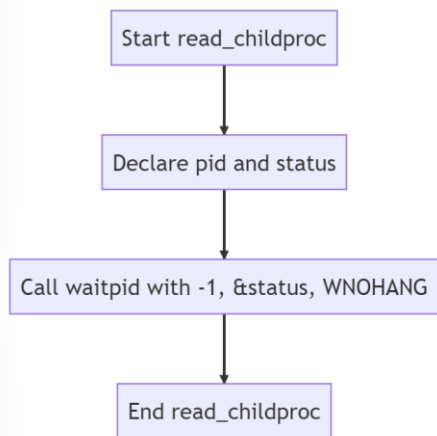 Start read_childproc
Declare pid and status
Call waitpid with -1, &status, WNOHANG
End read_childproc